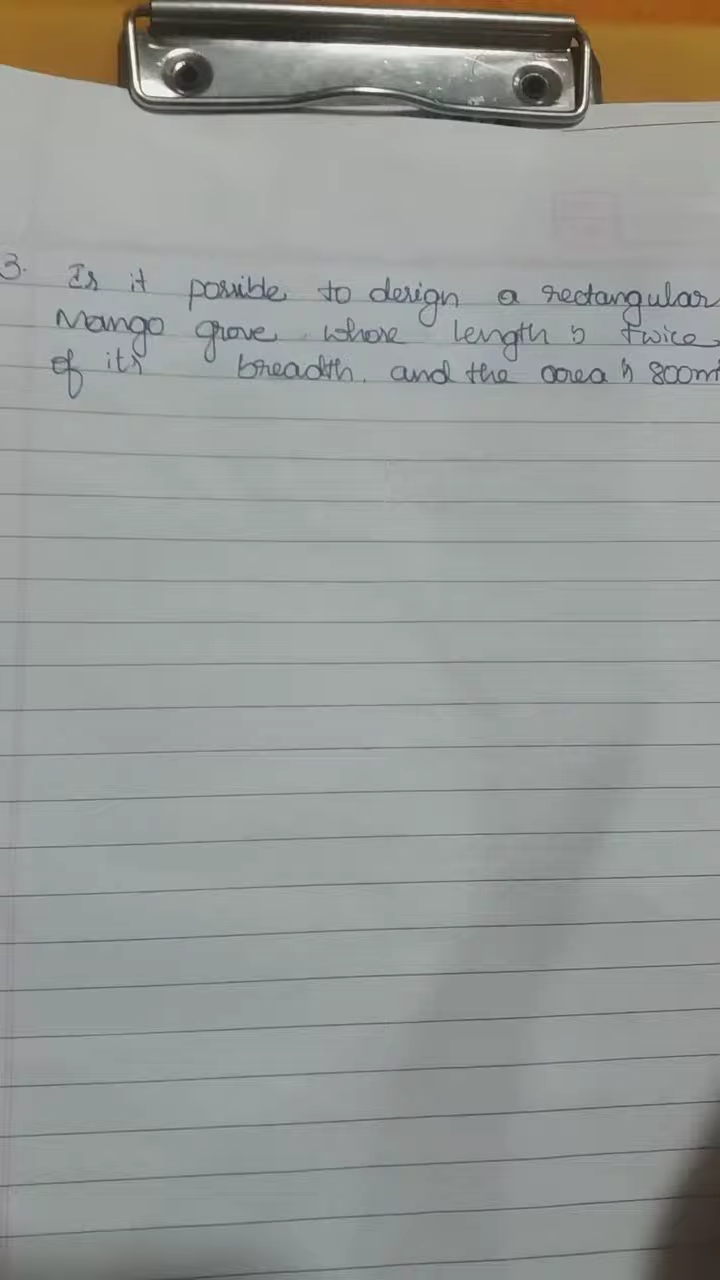 3. Is it possible to design a rectangular
Mango grove whose length is twice
of its breadth. and the area is 800m